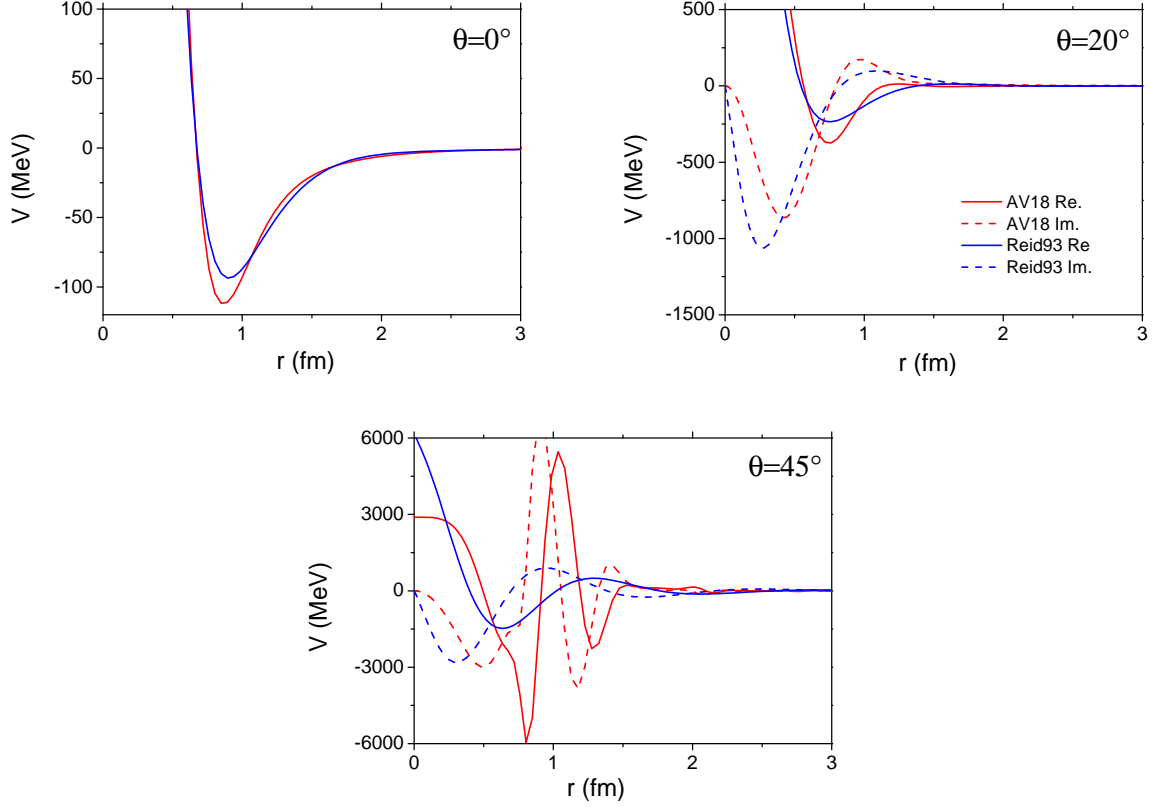 θ=0°
V (MeV)
100
50
0
-50
-100
0
1
2
3
r (fm)
θ=20°
V (MeV)
500
0
-500
-1000
-1500
AV18 Re.
AV18 Im.
Reid93 Re
Reid93 Im.
0
1
2
3
r (fm)
θ=45°
V (MeV)
6000
3000
0
-3000
-6000
0
1
2
3
r (fm)